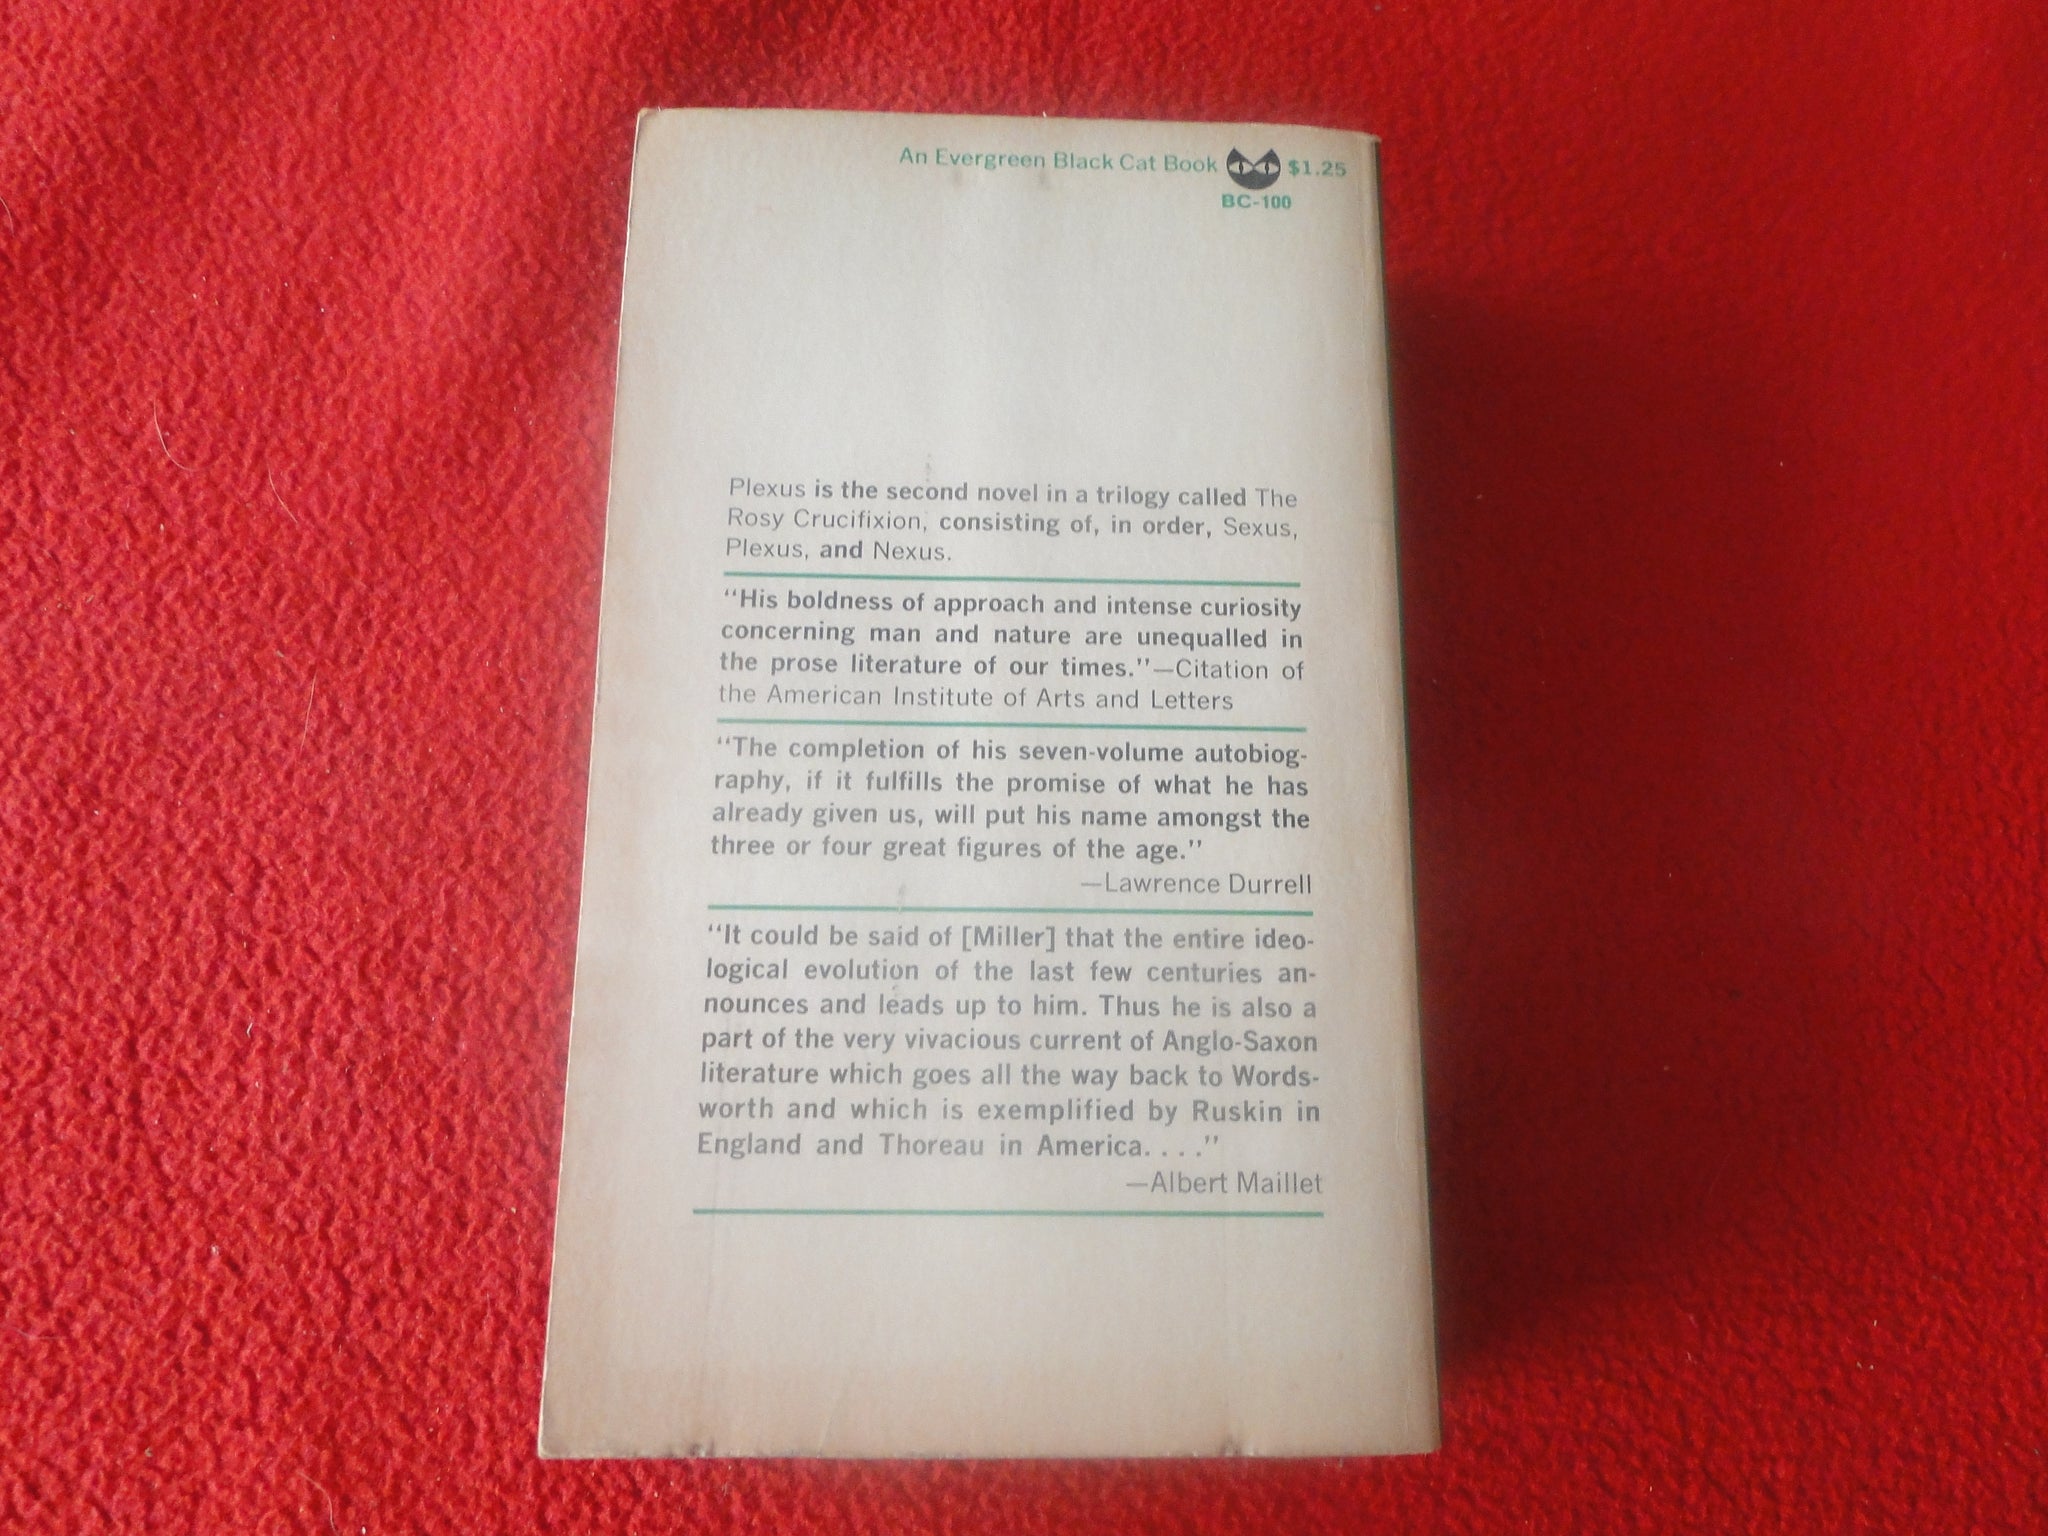 An Evergreen Black Cat Book $1.25
BC-100
Plexus is the second novel in a trilogy called The
Rosy Crucifixion, consisting of, in order, Sexus,
Plexus, and Nexus.
"His boldness of approach and intense curiosity
concerning man and nature are unequalled in
the prose literature of our times."—Citation of
the American Institute of Arts and Letters
"The completion of his seven-volume autobiog-
raphy, if it fulfills the promise of what he has
already given us, will put his name amongst the
three or four great figures of the age."
—Lawrence Durrell
"It could be said of [Miller] that the entire ideo-
logical evolution of the last few centuries an-
nounces and leads up to him. Thus he is also a
part of the very vivacious current of Anglo-Saxon
literature which goes all the way back to Words-
worth and which is exemplified by Ruskin in
England and Thoreau in America. . . ."
—Albert Maillet